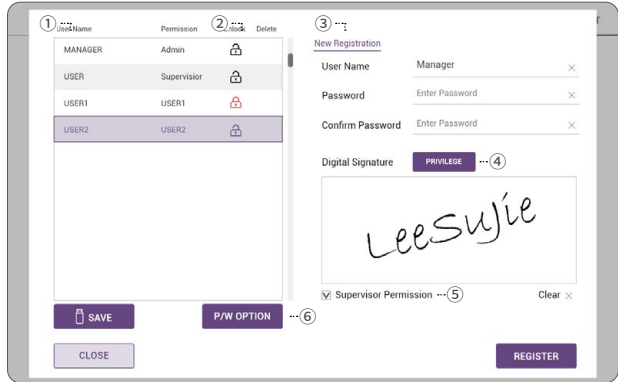 ① User Name Permission ② Unlock Delete
MANAGER Admin
USER Supervisior
USER1 USER1
USER2 USER2
SAVE
P/W OPTION ⑥
CLOSE
③
New Registration
User Name Manager
Password Enter Password
Confirm Password Enter Password
Digital Signature PRIVILEGE ④
LeeSuJie
Supervisor Permission ⑤ Clear
REGISTER
r